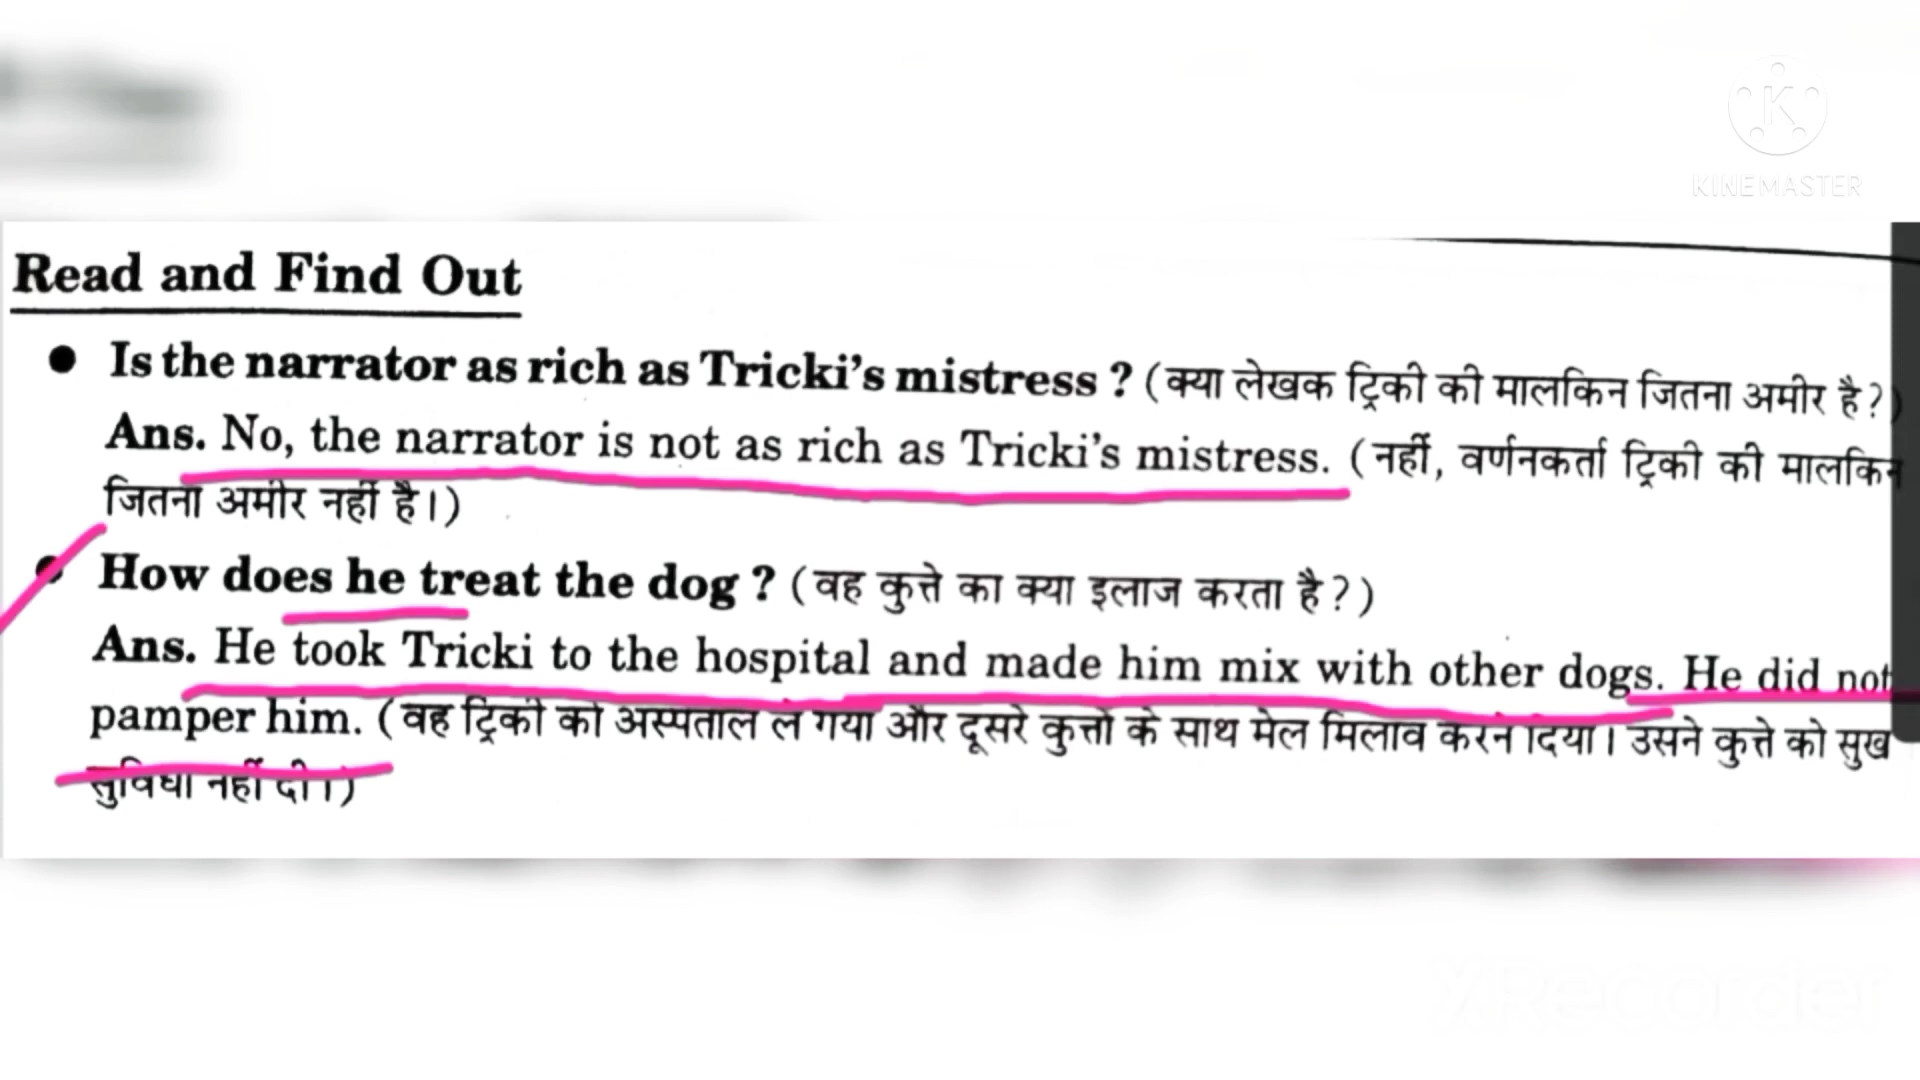 KINEMASTER
Read and Find Out
● Is the narrator as rich as Tricki's mistress ? (क्या लेखक ट्रिकी की मालकिन जितना अमीर है?)
Ans. No, the narrator is not as rich as Tricki's mistress. (नहीं, वर्णनकर्ता ट्रिकी की मालकिन
जितना अमीर नहीं है।)
● How does he treat the dog ? (वह कुत्ते का क्या इलाज करता है?)
Ans. He took Tricki to the hospital and made him mix with other dogs. He did not
pamper him. (वह ट्रिकी को अस्पताल ले गया और दूसरे कुत्तों के साथ मेल मिलाव करने दिया। उसने कुत्ते को सुख
सुविधा नहीं दी।)
XRecorder